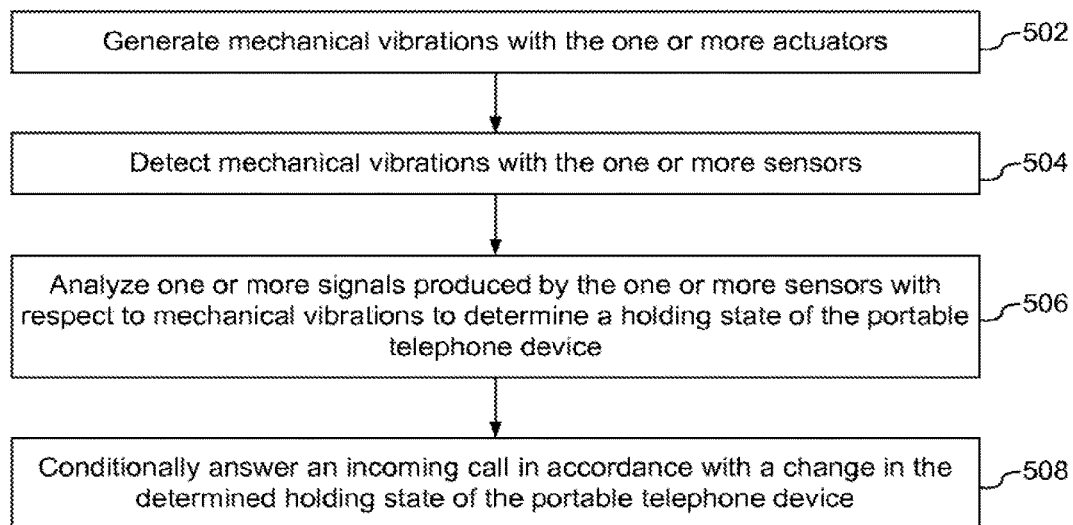 Generate mechanical vibrations with the one or more actuators
502
Detect mechanical vibrations with the one or more sensors
504
Analyze one or more signals produced by the one or more sensors with
respect to mechanical vibrations to determine a holding state of the portable
telephone device
506
Conditionally answer an incoming call in accordance with a change in the
determined holding state of the portable telephone device
508